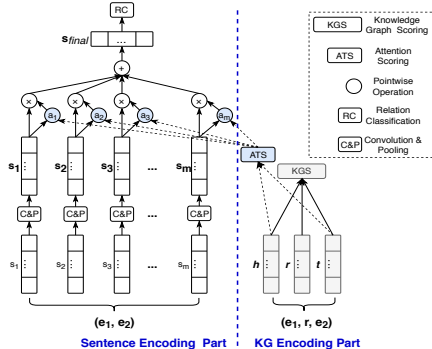 RC
s_final
...
+
× × × ×
a1 a2 a3 am
s1 s2 s3 sm
...
C&P C&P C&P ... C&P
s1 s2 s3 ... sm
(e1, e2)
Sentence Encoding Part
ATS
KGS
h r t
(e1, r, e2)
KG Encoding Part
KGS Knowledge Graph Scoring
ATS Attention Scoring
Pointwise Operation
RC Relation Classification
C&P Convolution & Pooling